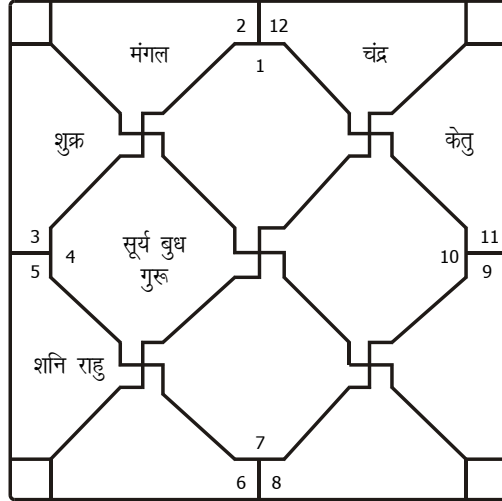 2 12
मंगल चंद्र
1
शुक्र केतु
3 11
4 सूर्य बुध 10
5 गुरू 9
शनि राहु
7
6 8